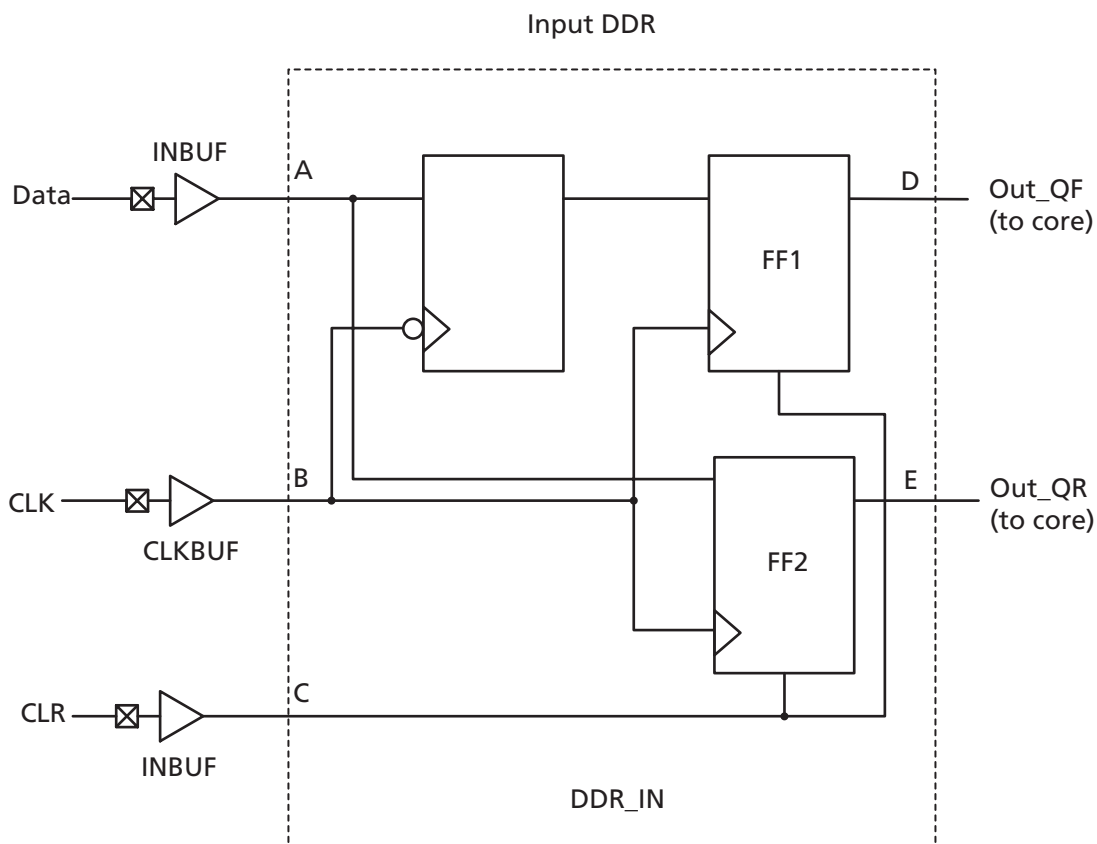 Input DDR
INBUF
A
D
Data
Out_QF
(to core)
FF1
B
E
CLK
Out_QR
(to core)
CLKBUF
FF2
C
CLR
INBUF
DDR_IN